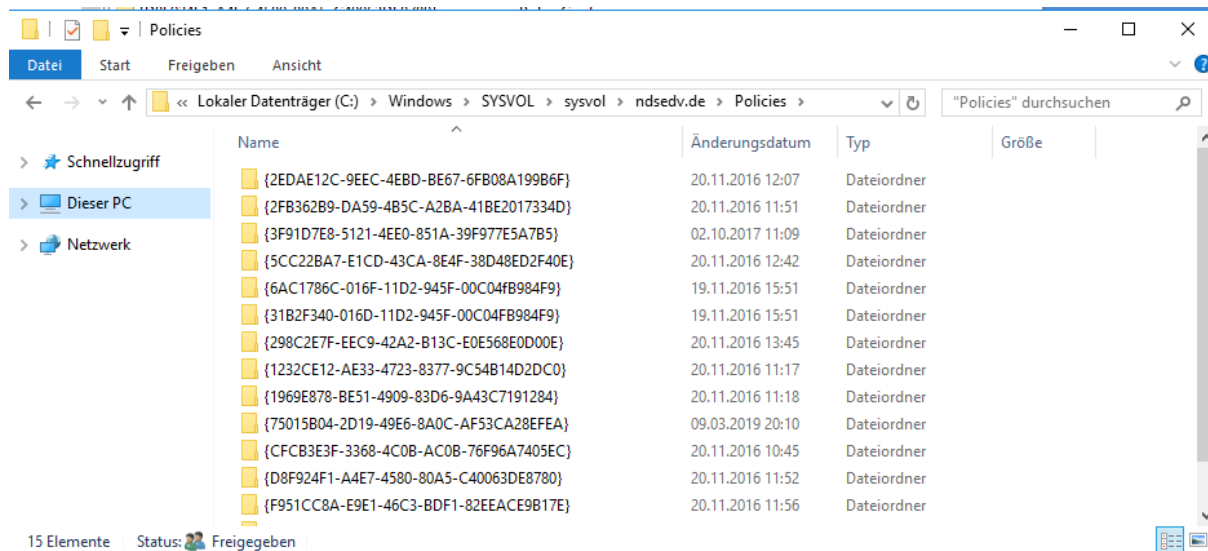 Policies
Datei Start Freigeben Ansicht
« Lokaler Datenträger (C:) > Windows > SYSVOL > sysvol > ndsedv.de > Policies > "Policies" durchsuchen
Name Änderungsdatum Typ Größe
Schnellzugriff
Dieser PC
Netzwerk
{2EDAE12C-9EEC-4EBD-BE67-6FB08A199B6F} 20.11.2016 12:07 Dateiordner
{2FB362B9-DA59-4B5C-A2BA-41BE2017334D} 20.11.2016 11:51 Dateiordner
{3F91D7E8-5121-4EE0-851A-39F977E5A7B5} 02.10.2017 11:09 Dateiordner
{5CC22BA7-E1CD-43CA-8E4F-38D48ED2F40E} 20.11.2016 12:42 Dateiordner
{6AC1786C-016F-11D2-945F-00C04fB984F9} 19.11.2016 15:51 Dateiordner
{31B2F340-016D-11D2-945F-00C04FB984F9} 19.11.2016 15:51 Dateiordner
{298C2E7F-EEC9-42A2-B13C-E0E568E0D00E} 20.11.2016 13:45 Dateiordner
{1232CE12-AE33-4723-8377-9C54B14D2DC0} 20.11.2016 11:17 Dateiordner
{1969E878-BE51-4909-83D6-9A43C7191284} 20.11.2016 11:18 Dateiordner
{75015B04-2D19-49E6-8A0C-AF53CA28EFEA} 09.03.2019 20:10 Dateiordner
{CFCB3E3F-3368-4C0B-AC0B-76F96A7405EC} 20.11.2016 10:45 Dateiordner
{D8F924F1-A4E7-4580-80A5-C40063DE8780} 20.11.2016 11:52 Dateiordner
{F951CC8A-E9E1-46C3-BDF1-82EEACE9B17E} 20.11.2016 11:56 Dateiordner
15 Elemente Status: Freigegeben